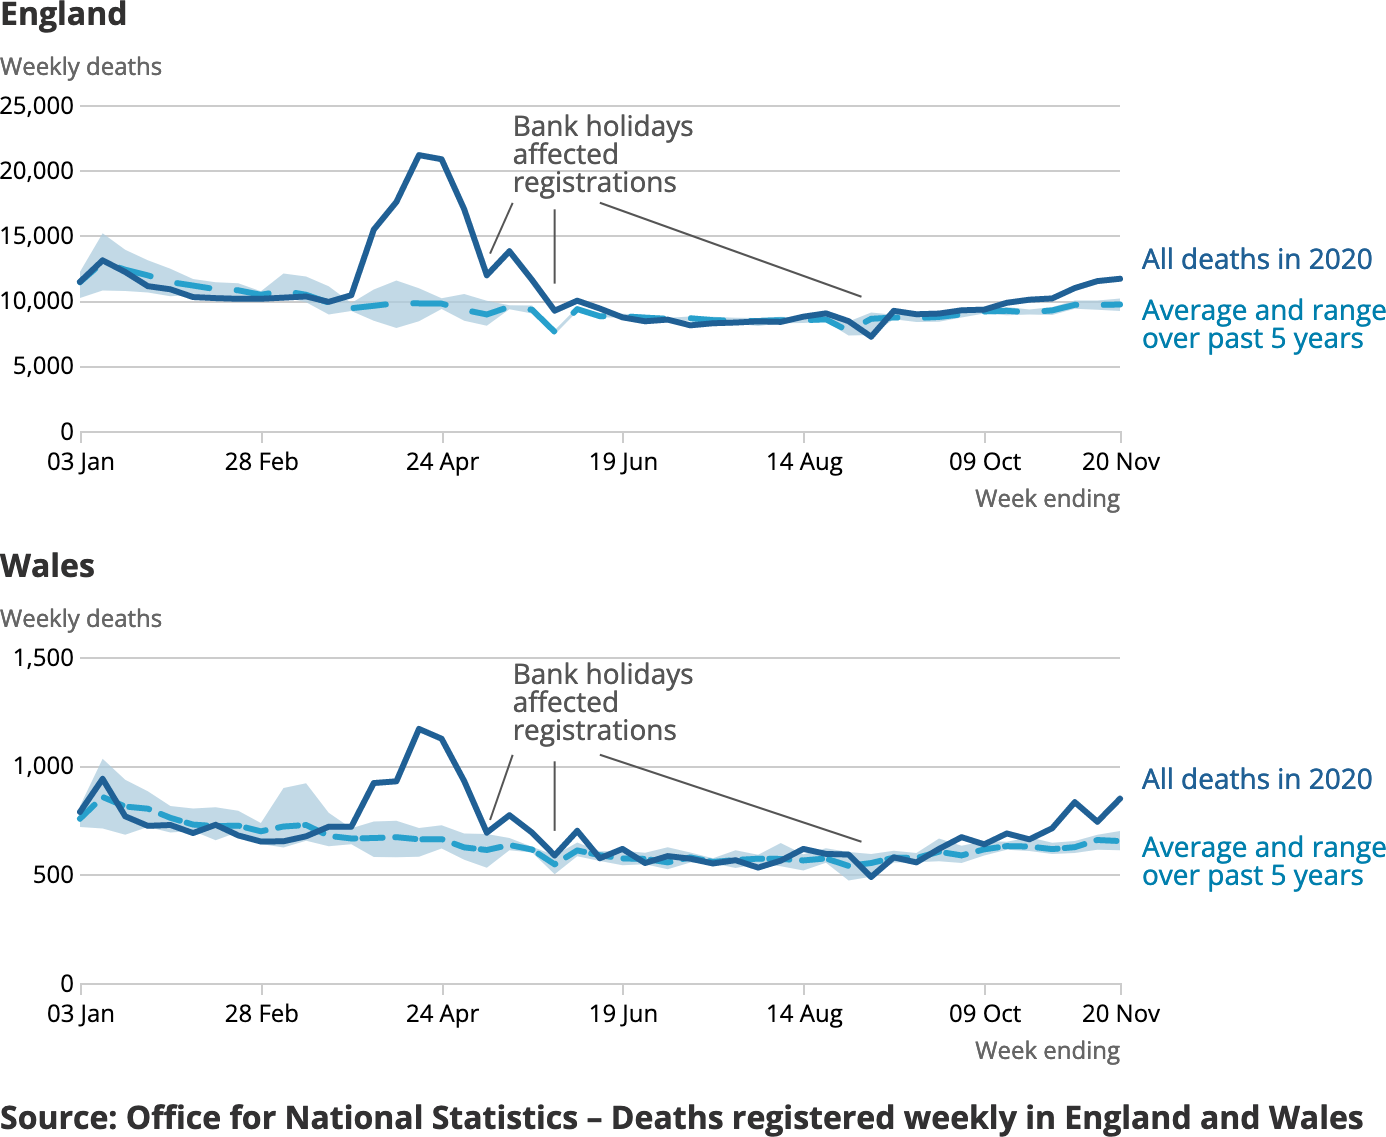 England
Weekly deaths
25,000
20,000
15,000
10,000
5,000
0
Bank holidays
affected
registrations
All deaths in 2020
Average and range
over past 5 years
03 Jan
28 Feb
24 Apr
19 Jun
14 Aug
09 Oct
20 Nov
Week ending
Wales
Weekly deaths
1,500
1,000
500
0
Bank holidays
affected
registrations
All deaths in 2020
Average and range
over past 5 years
03 Jan
28 Feb
24 Apr
19 Jun
14 Aug
09 Oct
20 Nov
Week ending
Source: Office for National Statistics – Deaths registered weekly in England and Wales